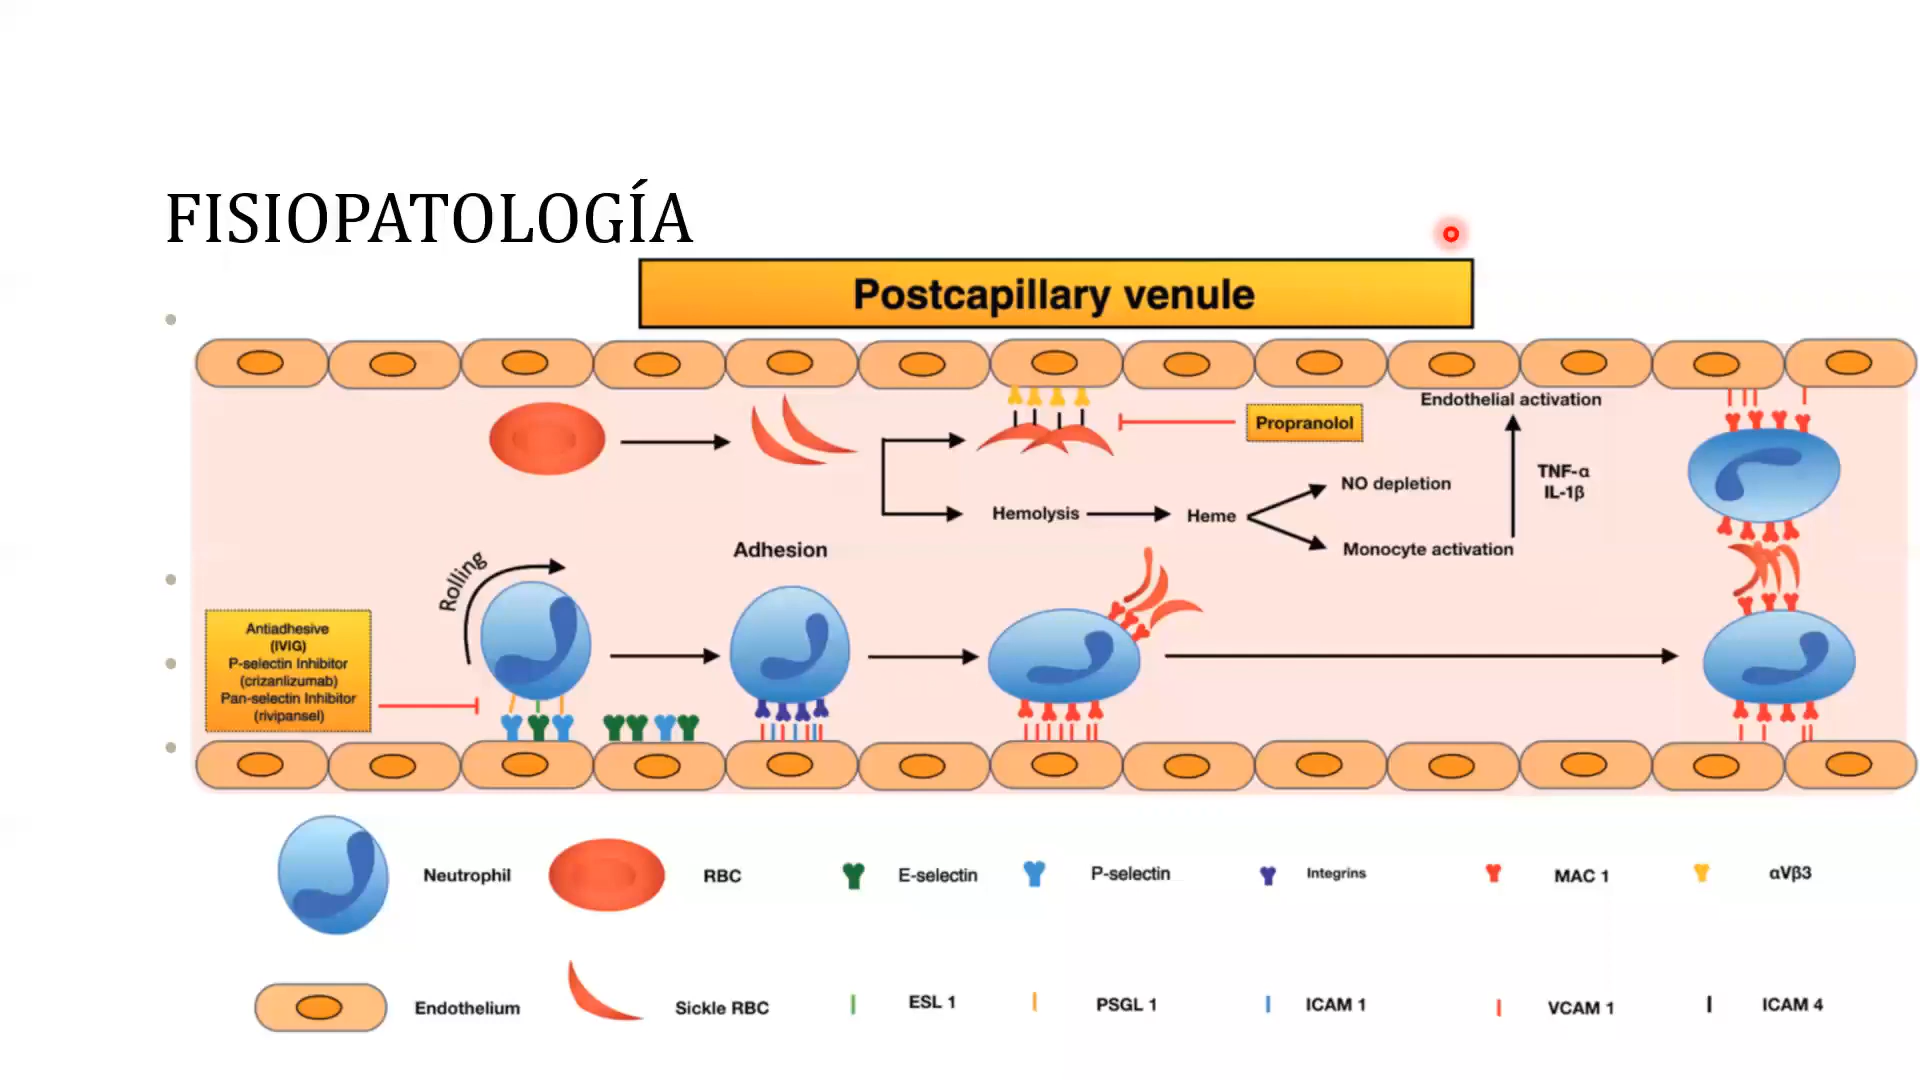 FISIOPATOLOGÍA
Postcapillary venule
Endothelial activation
Propranolol
TNF-α
IL-1β
NO depletion
Hemolysis
Heme
Monocyte activation
Adhesion
Rolling
Antiadhesive
(IVIG)
P-selectin Inhibitor
(crizanlizumab)
Pan-selectin Inhibitor
(rivipansel)
Neutrophil
RBC
E-selectin
P-selectin
Integrins
MAC 1
αVβ3
Endothelium
Sickle RBC
ESL 1
PSGL 1
ICAM 1
VCAM 1
ICAM 4